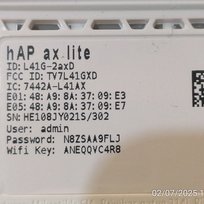 hAP ax lite
ID: L41G-2axD
FCC ID: TV7L41GXD
IC: 7442A-L41AX
E01: 48 A9 8A 37 09 E3
E05: 48 A9 8A 37 09 E7
SN: HE108JY021S/302
User: admin
Password: N8ZSAA9FLJ
Wifi Key: ANEQQVC4R8
02/07/2025 1